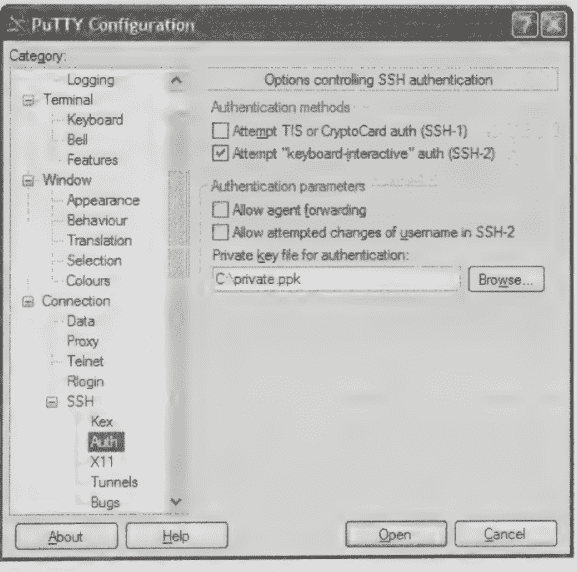 PuTTY Configuration
Category:
Logging
Terminal
Keyboard
Bell
Features
Window
Appearance
Behaviour
Translation
Selection
Colours
Connection
Data
Proxy
Telnet
Rlogin
SSH
Kex
Auth
X11
Tunnels
Bugs
Options controlling SSH authentication
Authentication methods
Attempt TIS or CryptoCard auth (SSH-1)
Attempt "keyboard-interactive" auth (SSH-2)
Authentication parameters
Allow agent forwarding
Allow attempted changes of username in SSH-2
Private key file for authentication:
C:\private.ppk
Browse...
About
Help
Open
Cancel